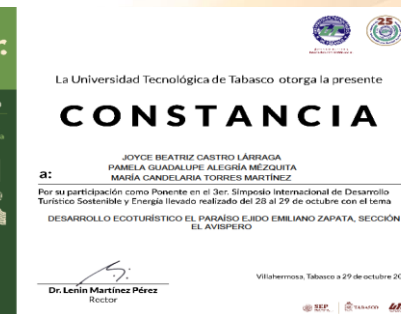 25
La Universidad Tecnológica de Tabasco otorga la presente
CONSTANCIA
JOYCE BEATRIZ CASTRO LÁRRAGA
PAMELA GUADALUPE ALEGRÍA MÉZQUITA
a:
MARÍA CANDELARIA TORRES MARTÍNEZ
Por su participación como Ponente en el 3er. Simposio Internacional de Desarrollo
Turístico Sostenible y Energía llevado realizado del 28 al 29 de octubre con el tema
DESARROLLO ECOTURÍSTICO EL PARAÍSO EJIDO EMILIANO ZAPATA, SECCIÓN
EL AVISPERO
Villahermosa, Tabasco a 29 de octubre 20
Dr. Lenin Martínez Pérez
Rector
SEP
TABASCO